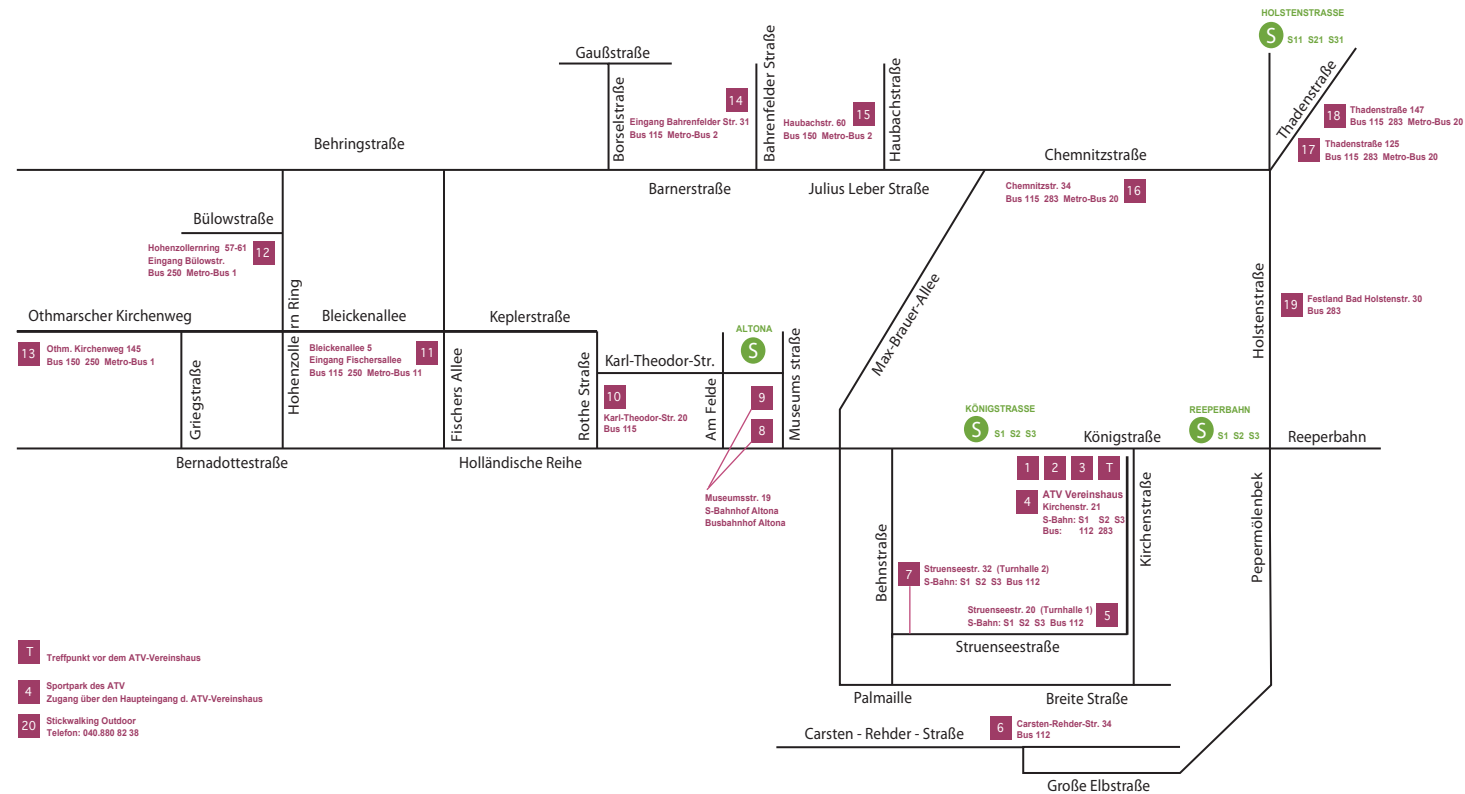 HOLSTENSTRASSE
S
S11 S21 S31
Gaußstraße
Borselstraße
14
Eingang Bahrenfelder Str. 31
Bus 115 Metro-Bus 2
Bahrenfelder Straße
15
Haubachstr. 60
Bus 150 Metro-Bus 2
Haubachstraße
Thadenstraße
18
Thadenstraße 147
Bus 115 283 Metro-Bus 20
17
Thadenstraße 125
Bus 115 283 Metro-Bus 20
Behringstraße
Chemnitzstraße
Barnerstraße
Julius Leber Straße
Chemnitzstr. 34
Bus 115 283 Metro-Bus 20
16
Bülowstraße
Hohenzollernring 57-61
Eingang Bülowstr.
Bus 250 Metro-Bus 1
12
Hohenzolle rn Ring
Max-Brauer-Allee
Holstenstraße
19
Festland Bad Holstenstr. 30
Bus 283
Othmarscher Kirchenweg
Bleickenallee
Keplerstraße
13
Othm. Kirchenweg 145
Bus 150 250 Metro-Bus 1
Bleickenallee 5
Eingang Fischersallee
Bus 115 250 Metro-Bus 11
11
Griegstraße
Fischers Allee
Rothe Straße
Karl-Theodor-Str.
ALTONA
S
Museums straße
10
Karl-Theodor-Str. 20
Bus 115
Am Felde
9
8
KÖNIGSTRASSE
S
S1 S2 S3
Königstraße
REEPERBAHN
S
S1 S2 S3
Reeperbahn
Bernadottestraße
Holländische Reihe
Museumsstr. 19
S-Bahnhof Altona
Busbahnhof Altona
1
2
3
T
4
ATV Vereinshaus
Kirchenstr. 21
S-Bahn: S1 S2 S3
Bus: 112 283
Kirchenstraße
Pepermölenbek
Behnstraße
7
Struenseestr. 32 (Turnhalle 2)
S-Bahn: S1 S2 S3 Bus 112
Struenseestr. 20 (Turnhalle 1)
S-Bahn: S1 S2 S3 Bus 112
5
Struenseestraße
T
Treffpunkt vor dem ATV-Vereinshaus
4
Sportpark des ATV
Zugang über den Haupteingang d. ATV-Vereinshaus
20
Stickwalking Outdoor
Telefon: 040.880 82 38
Palmaille
Breite Straße
Carsten - Rehder - Straße
6
Carsten-Rehder-Str. 34
Bus 112
Große Elbstraße